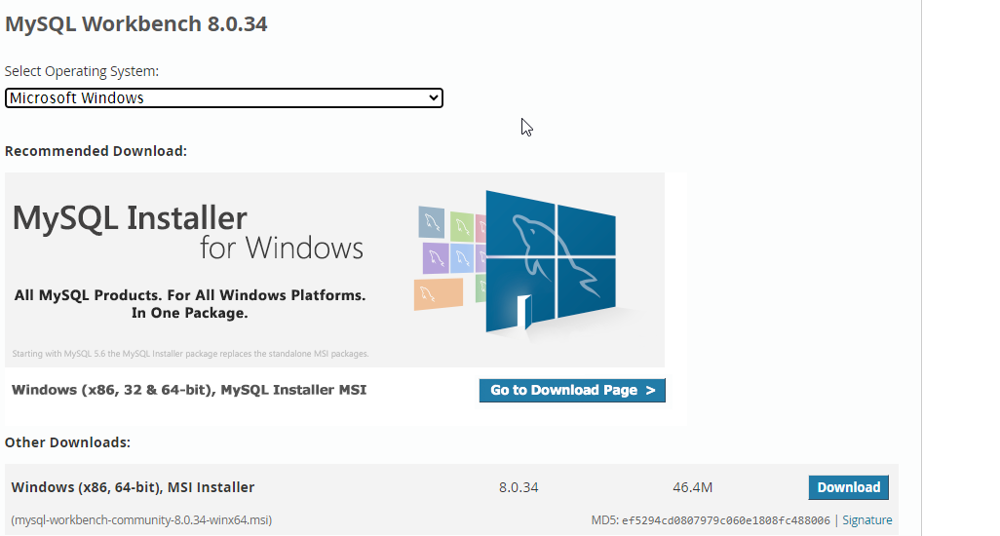 MySQL Workbench 8.0.34
Select Operating System:
Microsoft Windows
Recommended Download:
MySQL Installer
for Windows
All MySQL Products. For All Windows Platforms.
In One Package.
Starting with MySQL 5.6 the MySQL Installer package replaces the standalone MSI packages.
Windows (x86, 32 & 64-bit), MySQL Installer MSI
Go to Download Page >
Other Downloads:
Windows (x86, 64-bit), MSI Installer 8.0.34 46.4M Download
(mysql-workbench-community-8.0.34-winx64.msi) MD5: ef5294cd0807979c060e1808fc488006 | Signature